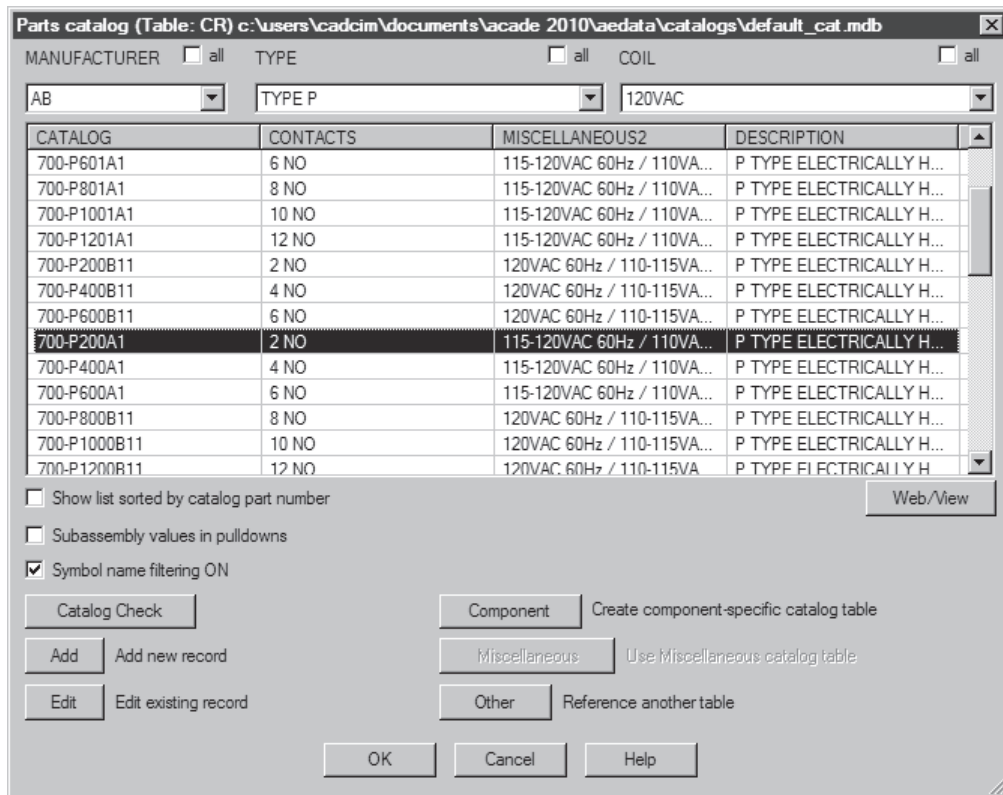 Parts catalog (Table: CR) c:\users\cadcim\documents\acade 2010\aedata\catalogs\default_cat.mdb
MANUFACTURER all TYPE all COIL all
AB TYPE P 120VAC
CATALOG CONTACTS MISCELLANEOUS2 DESCRIPTION
700-P601A1 6 NO 115-120VAC 60Hz / 110VA... P TYPE ELECTRICALLY H...
700-P801A1 8 NO 115-120VAC 60Hz / 110VA... P TYPE ELECTRICALLY H...
700-P1001A1 10 NO 115-120VAC 60Hz / 110VA... P TYPE ELECTRICALLY H...
700-P1201A1 12 NO 115-120VAC 60Hz / 110VA... P TYPE ELECTRICALLY H...
700-P200B11 2 NO 120VAC 60Hz / 110-115VA... P TYPE ELECTRICALLY H...
700-P400B11 4 NO 120VAC 60Hz / 110-115VA... P TYPE ELECTRICALLY H...
700-P600B11 6 NO 120VAC 60Hz / 110-115VA... P TYPE ELECTRICALLY H...
700-P200A1 2 NO 115-120VAC 60Hz / 110VA... P TYPE ELECTRICALLY H...
700-P400A1 4 NO 115-120VAC 60Hz / 110VA... P TYPE ELECTRICALLY H...
700-P600A1 6 NO 115-120VAC 60Hz / 110VA... P TYPE ELECTRICALLY H...
700-P800B11 8 NO 120VAC 60Hz / 110-115VA... P TYPE ELECTRICALLY H...
700-P1000B11 10 NO 120VAC 60Hz / 110-115VA... P TYPE ELECTRICALLY H...
700-P1200B11 12 NO 120VAC 60Hz / 110-115VA... P TYPE ELECTRICALLY H...
Show list sorted by catalog part number Web/View
Subassembly values in pulldowns
Symbol name filtering ON
Catalog Check Component Create component-specific catalog table
Add Add new record Miscellaneous Use Miscellaneous catalog table
Edit Edit existing record Other Reference another table
OK Cancel Help